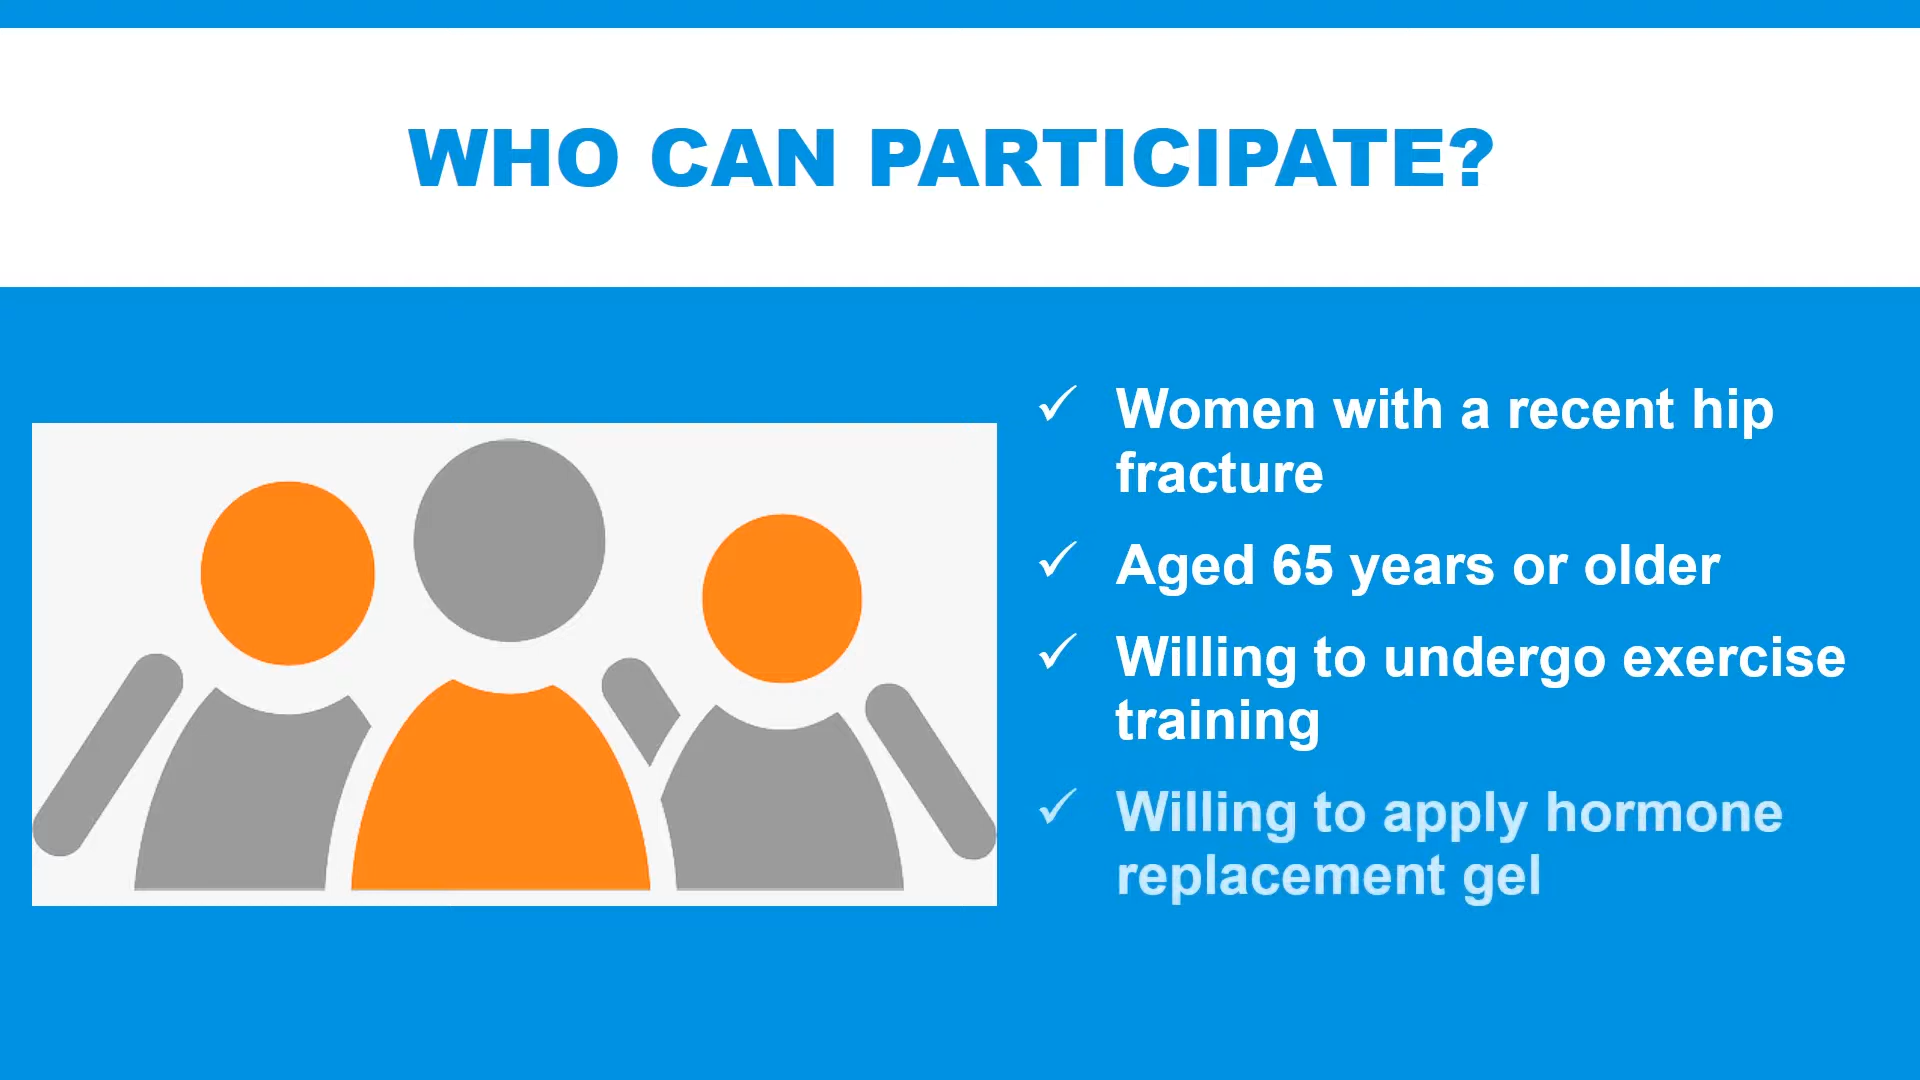 WHO CAN PARTICIPATE?
✓ Women with a recent hip
fracture
✓ Aged 65 years or older
✓ Willing to undergo exercise
training
✓ Willing to apply hormone
replacement gel